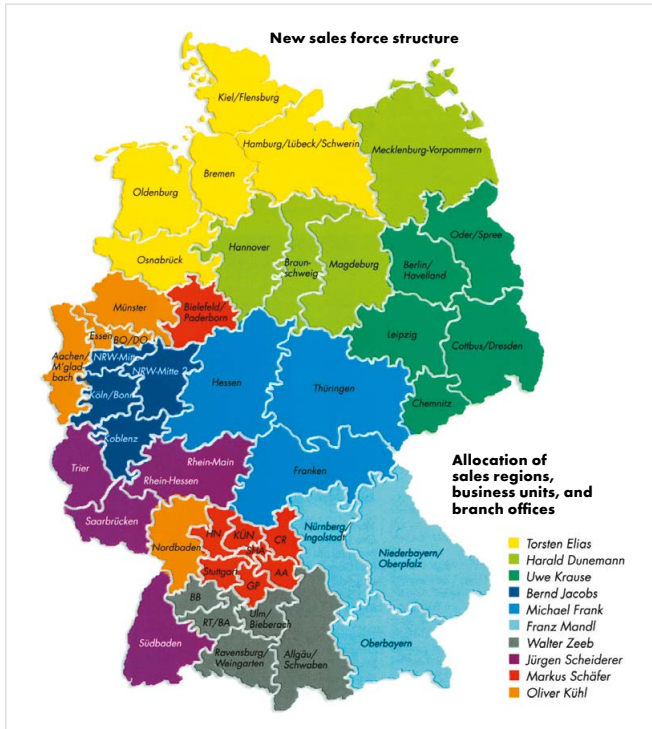 New sales force structure
Kiel/Flensburg
Hamburg/Lübeck/Schwerin
Mecklenburg-Vorpommern
Bremen
Oldenburg
Osnabrück
Hannover
Braun-
schweig
Magdeburg
Oder/Spree
Berlin/
Havelland
Münster
Bielefeld/
Paderborn
Essen
BO/DO
Aachen/
M'glad-
bach
NRW-Mitte 2
Köln/Bonn
Koblenz
Hessen
Thüringen
Leipzig
Cottbus/Dresden
Chemnitz
Trier
Rhein-Main
Rhein-Hessen
Saarbrücken
Franken
Allocation of
sales regions,
business units, and
branch offices
Nordbaden
HN
KÜN
SHA
CR
Stuttgart
GP
AA
Nürnberg/
Ingolstadt
Niederbayern/
Oberpfalz
BB
RT/BA
Ulm/
Bieberach
Südbaden
Ravensburg/
Weingarten
Allgäu/
Schwaben
Oberbayern
Torsten Elias
Harald Dunemann
Uwe Krause
Bernd Jacobs
Michael Frank
Franz Mandl
Walter Zeeb
Jürgen Scheiderer
Markus Schäfer
Oliver Kühl